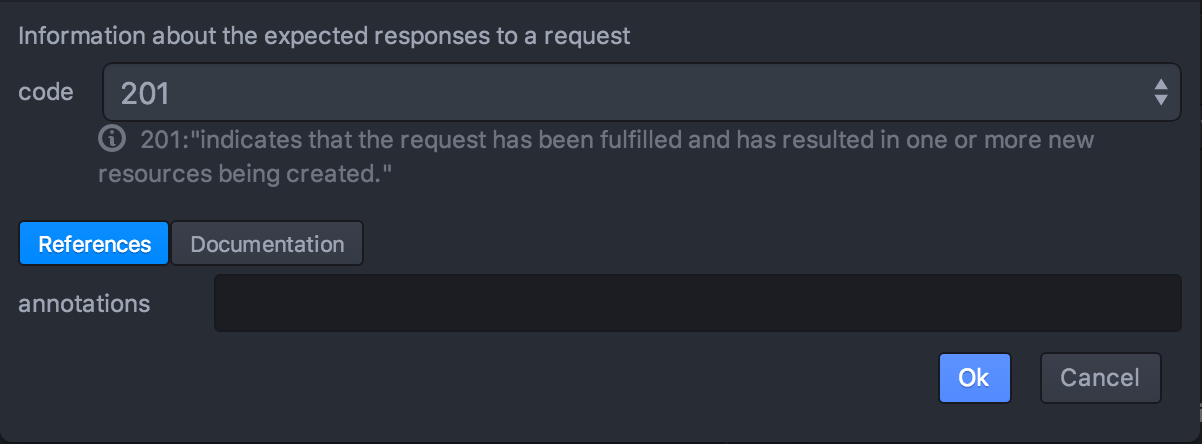 Information about the expected responses to a request
code 201
201:"indicates that the request has been fulfilled and has resulted in one or more new
resources being created."
References Documentation
annotations
Ok Cancel